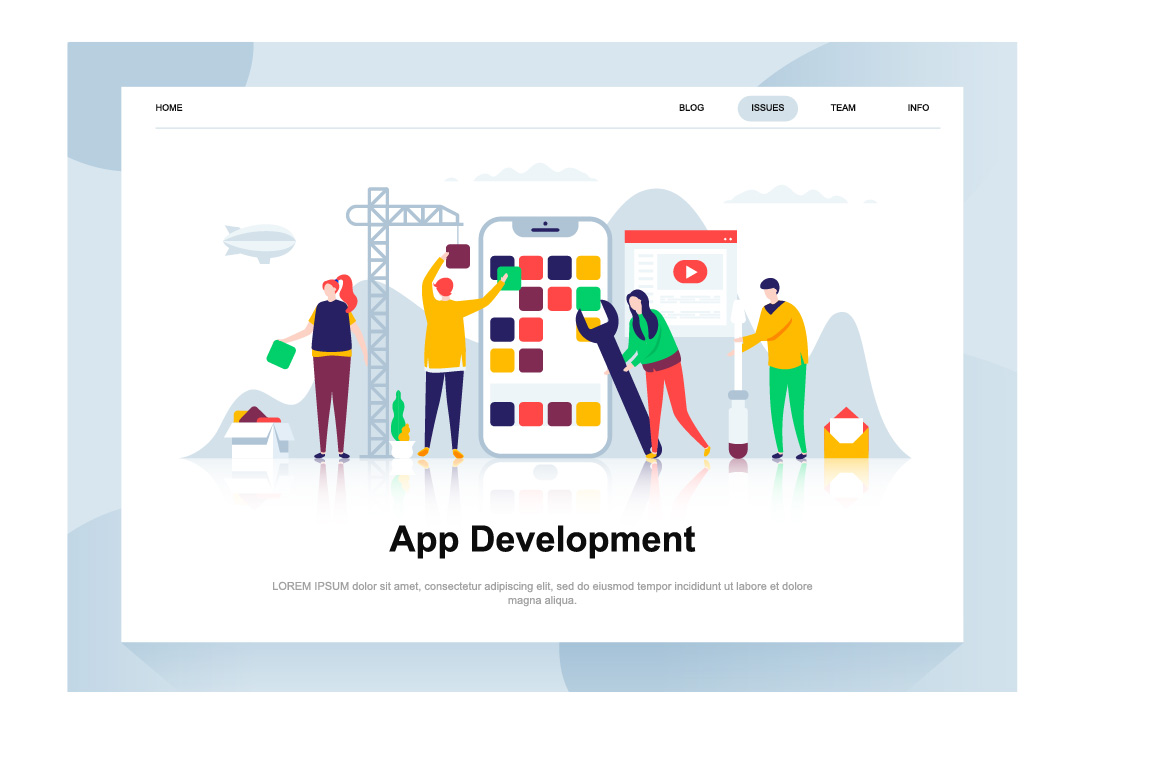 HOME
BLOG
ISSUES
TEAM
INFO
App Development
LOREM IPSUM dolor sit amet, consectetur adipiscing elit, sed do eiusmod tempor incididunt ut labore et dolore
magna aliqua.